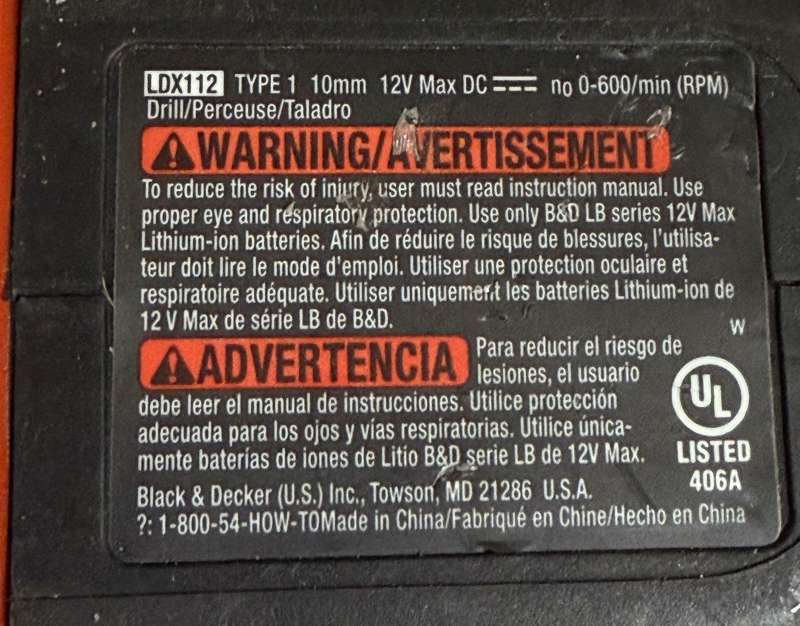 LDX112 TYPE 1 10mm 12V Max DC no 0-600/min (RPM)
Drill/Perceuse/Taladro
WARNING/AVERTISSEMENT
To reduce the risk of injury, user must read instruction manual. Use
proper eye and respiratory protection. Use only B&D LB series 12V Max
Lithium-ion batteries. Afin de réduire le risque de blessures, l'utilisa-
teur doit lire le mode d'emploi. Utiliser une protection oculaire et
respiratoire adéquate. Utiliser uniquement les batteries Lithium-ion de
12 V Max de série LB de B&D.
W
ADVERTENCIA Para reducir el riesgo de
lesiones, el usuario
debe leer el manual de instrucciones. Utilice protección
adecuada para los ojos y vías respiratorias. Utilice única-
mente baterías de iones de Litio B&D serie LB de 12V Max.
UL
LISTED
406A
Black & Decker (U.S.) Inc., Towson, MD 21286 U.S.A.
?: 1-800-54-HOW-TOMade in China/Fabriqué en Chine/Hecho en China